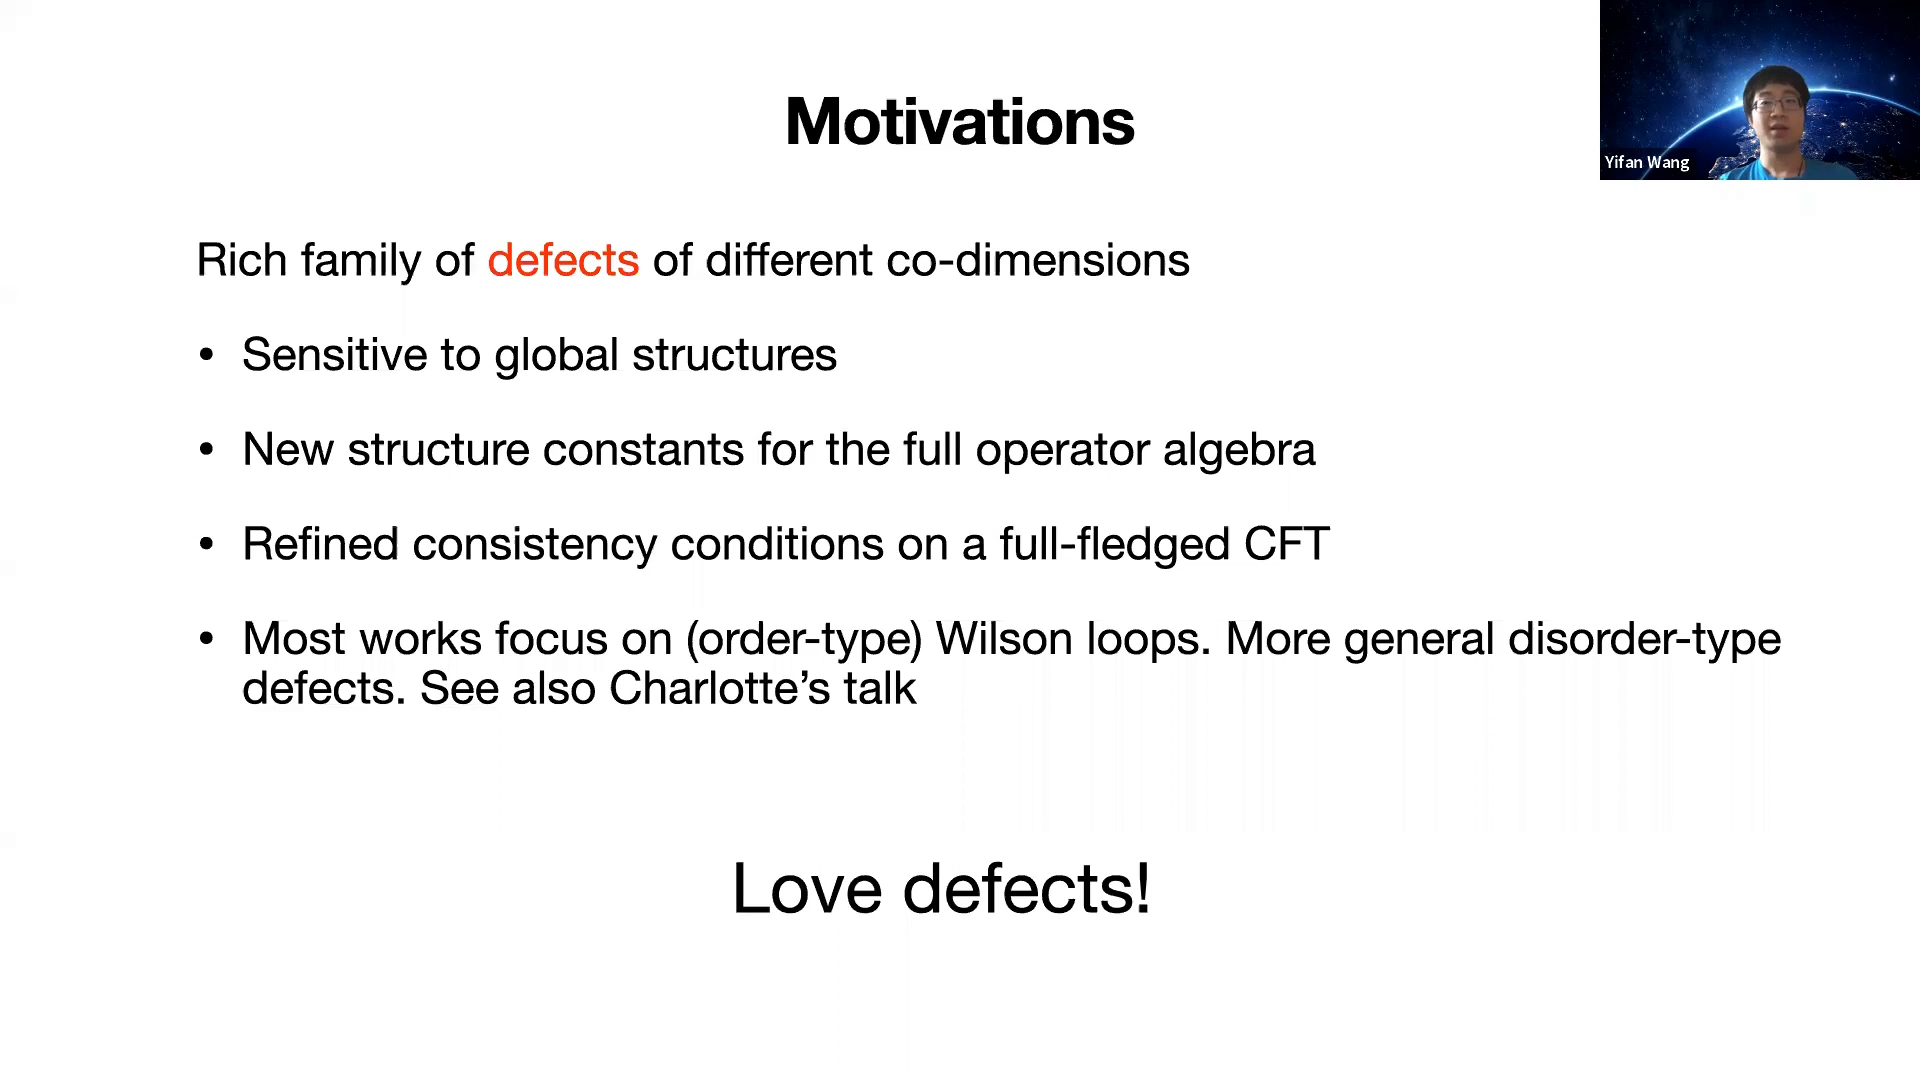 Motivations
Yifan Wang
Rich family of defects of different co-dimensions
• Sensitive to global structures
• New structure constants for the full operator algebra
• Refined consistency conditions on a full-fledged CFT
• Most works focus on (order-type) Wilson loops. More general disorder-type
defects. See also Charlotte’s talk
Love defects!